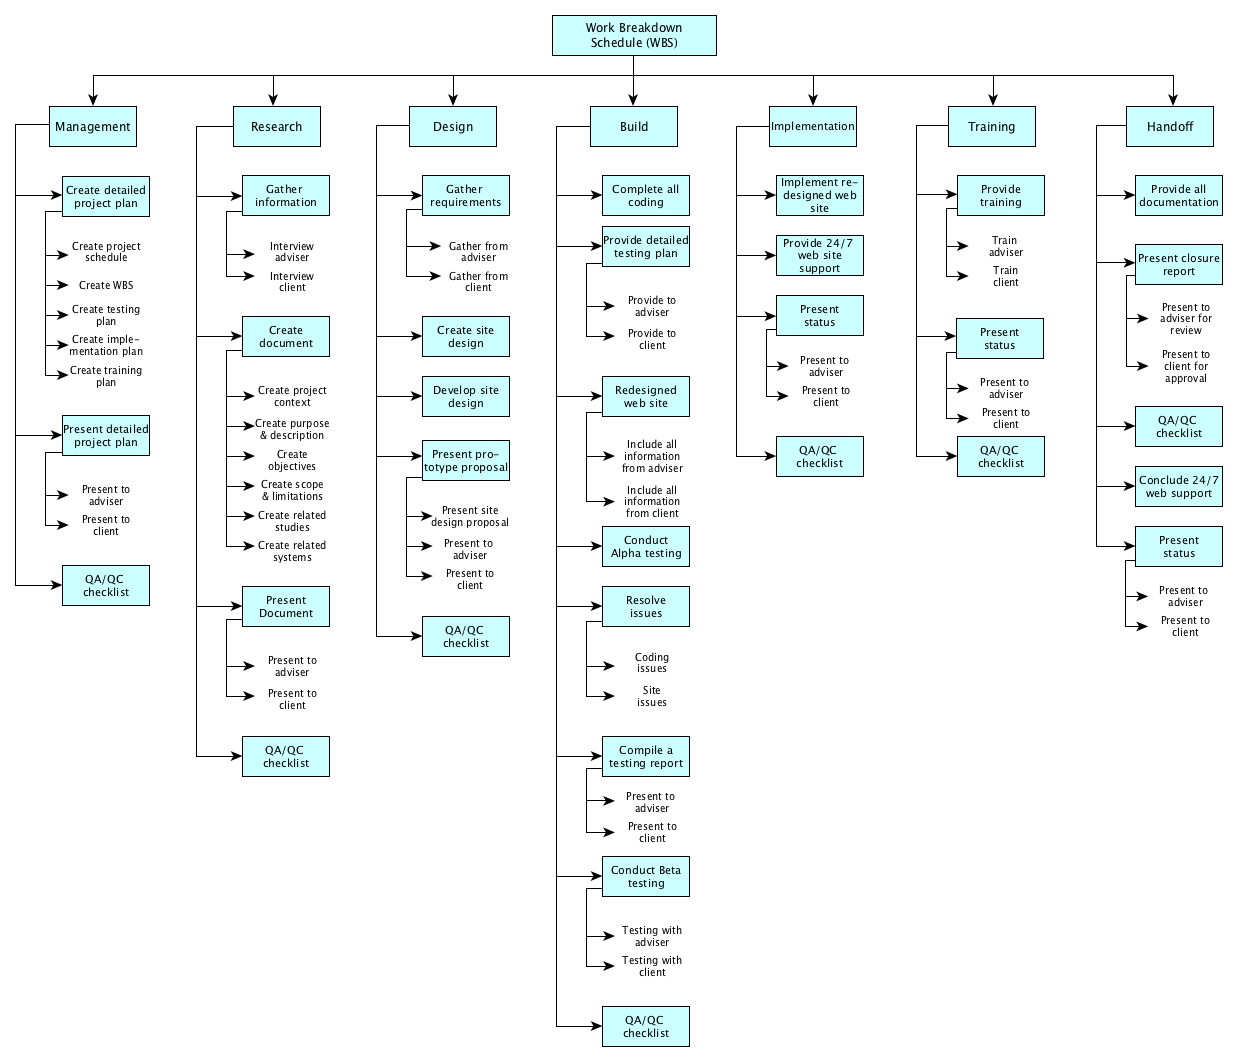 Work Breakdown
Schedule (WBS)
Management
Create detailed
project plan
Create project
schedule
Create WBS
Create testing
plan
Create imple-
mentation plan
Create training
plan
Present detailed
project plan
Present to
adviser
Present to
client
QA/QC
checklist
Research
Gather
information
Interview
adviser
Interview
client
Create
document
Create project
context
Create purpose
& description
Create
objectives
Create scope
& limitations
Create related
studies
Create related
systems
Present
Document
Present to
adviser
Present to
client
QA/QC
checklist
Design
Gather
requirements
Gather from
adviser
Gather from
client
Create site
design
Develop site
design
Present pro-
totype proposal
Present site
design proposal
Present to
adviser
Present to
client
QA/QC
checklist
Build
Complete all
coding
Provide detailed
testing plan
Provide to
adviser
Provide to
client
Redesigned
web site
Include all
information
from adviser
Include all
information
from client
Conduct
Alpha testing
Resolve
issues
Coding
issues
Site
issues
Compile a
testing report
Present to
adviser
Present to
client
Conduct Beta
testing
Testing with
adviser
Testing with
client
QA/QC
checklist
Implementation
Implement re-
designed web
site
Provide 24/7
web site
support
Present
status
Present to
adviser
Present to
client
QA/QC
checklist
Training
Provide
training
Train
adviser
Train
client
Present
status
Present to
adviser
Present to
client
QA/QC
checklist
Handoff
Provide all
documentation
Present closure
report
Present to
adviser for
review
Present to
client for
approval
QA/QC
checklist
Conclude 24/7
web support
Present
status
Present to
adviser
Present to
client